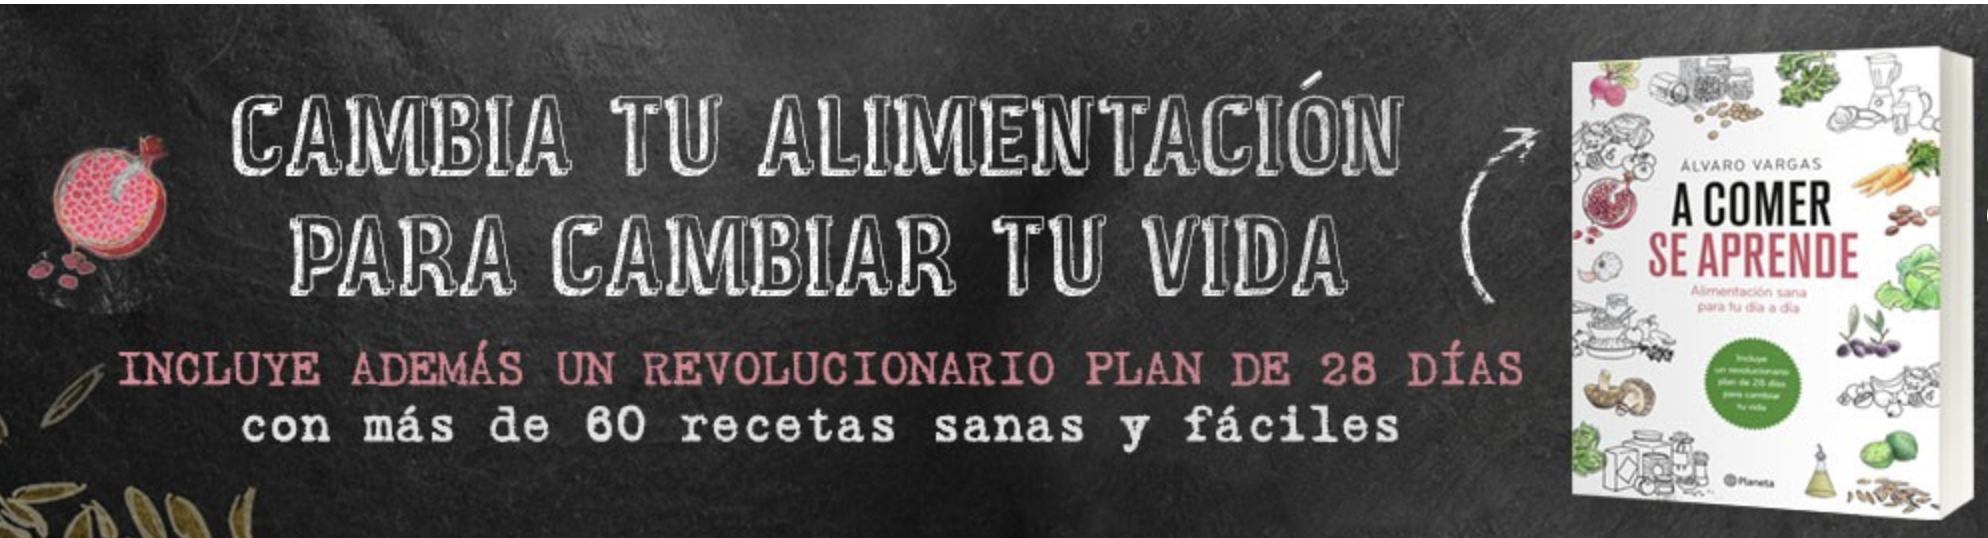 CAMBIA TU ALIMENTACIÓN
PARA CAMBIAR TU VIDA
INCLUYE ADEMÁS UN REVOLUCIONARIO PLAN DE 28 DÍAS
con más de 60 recetas sanas y fáciles
ÁLVARO VARGAS
A COMER
SE APRENDE
Alimentación sana
para tu día a día
Incluye
un revolucionario
plan de 28 días
para cambiar
tu vida
Planeta